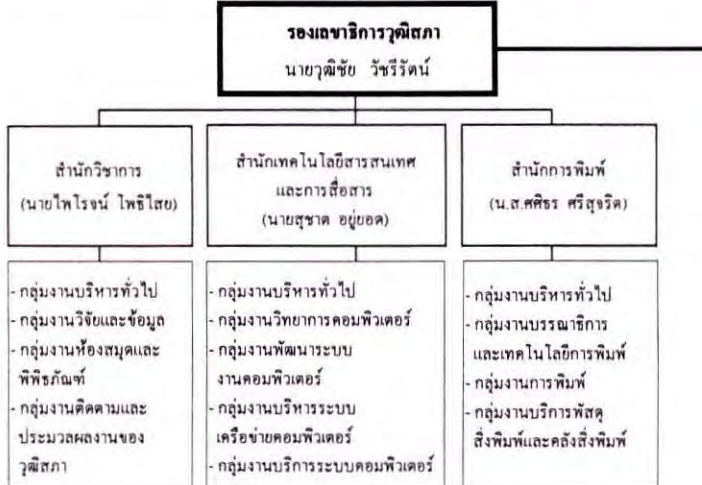 รองเลขาธิการวุฒิสภา
นายวุฒิชัย วัชรีรัตน์
สำนักวิชาการ
(นายไพโรจน์ โพธิไสย)
สำนักเทคโนโลยีสารสนเทศ
และการสื่อสาร
(นายสุชาต อยู่ยอด)
สำนักการพิมพ์
(น.ส.ศศิธร ศรีสุจริต)
- กลุ่มงานบริหารทั่วไป
- กลุ่มงานวิจัยและข้อมูล
- กลุ่มงานห้องสมุดและ
พิพิธภัณฑ์
- กลุ่มงานติดตามและ
ประมวลผลงานของ
วุฒิสภา
- กลุ่มงานบริหารทั่วไป
- กลุ่มงานวิทยาการคอมพิวเตอร์
- กลุ่มงานพัฒนาระบบ
งานคอมพิวเตอร์
- กลุ่มงานบริหารระบบ
เครือข่ายคอมพิวเตอร์
- กลุ่มงานบริการระบบคอมพิวเตอร์
- กลุ่มงานบริหารทั่วไป
- กลุ่มงานบรรณาธิการ
และเทคโนโลยีการพิมพ์
- กลุ่มงานการพิมพ์
- กลุ่มงานบริการพัสดุ
สิ่งพิมพ์และคลังสิ่งพิมพ์